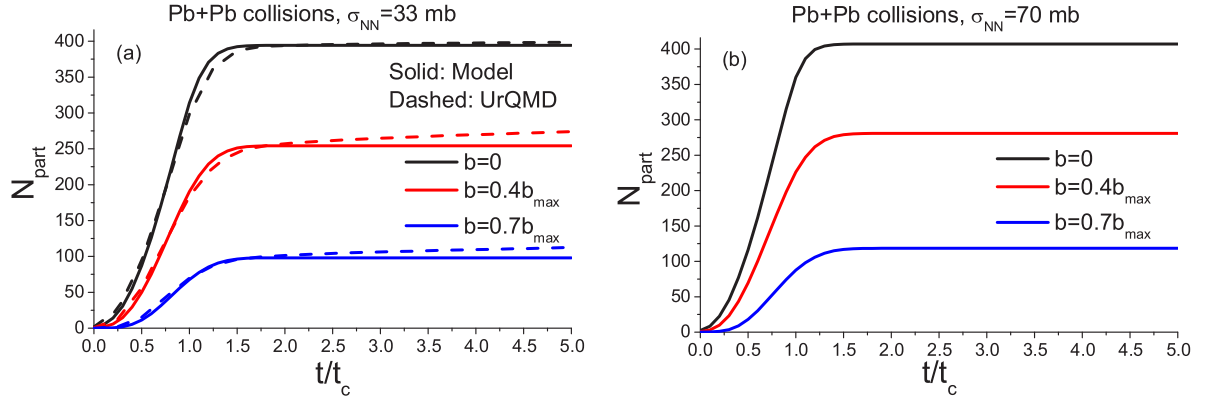 Pb+Pb collisions, σNN=33 mb
(a)
Solid: Model
Dashed: UrQMD
b=0
b=0.4bmax
b=0.7bmax
Npart
400
350
300
250
200
150
100
50
0
0.0 0.5 1.0 1.5 2.0 2.5 3.0 3.5 4.0 4.5 5.0
t/tc
Pb+Pb collisions, σNN=70 mb
(b)
b=0
b=0.4bmax
b=0.7bmax
Npart
400
350
300
250
200
150
100
50
0
0.0 0.5 1.0 1.5 2.0 2.5 3.0 3.5 4.0 4.5 5.0
t/tc